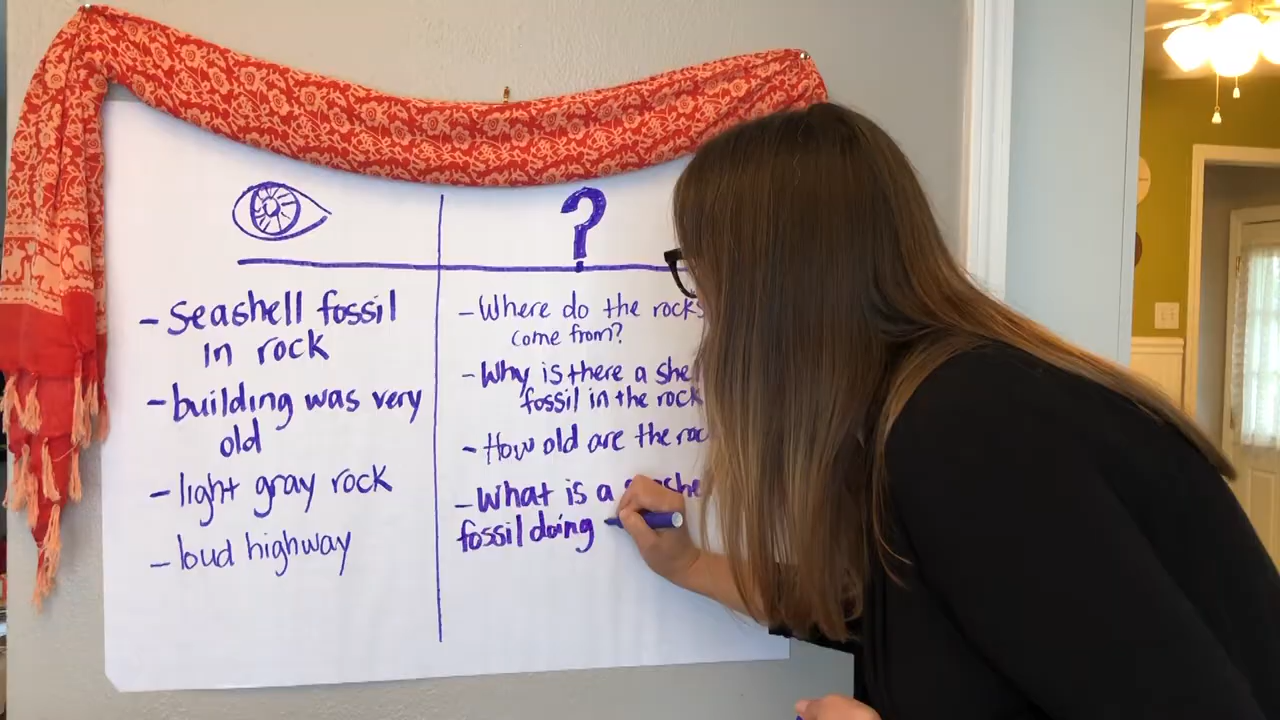 ?
- seashell fossil
in rock
- building was very
old
- light gray rock
- loud highway
- Where do the rocks
come from?
- Why is there a
fossil in the rock
- How old are the
- What is a
fossil doing